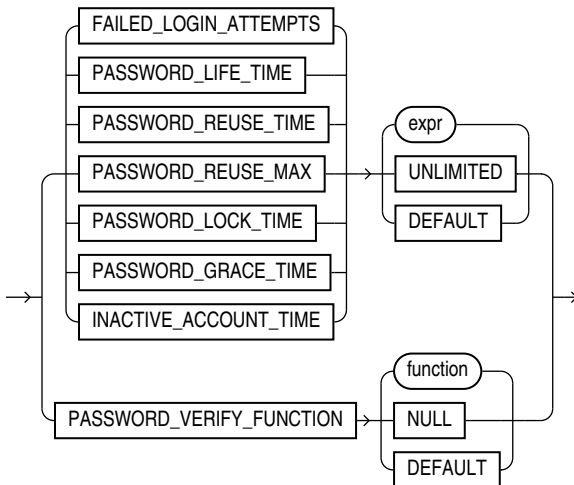 FAILED_LOGIN_ATTEMPTS
PASSWORD_LIFE_TIME
PASSWORD_REUSE_TIME
PASSWORD_REUSE_MAX
PASSWORD_LOCK_TIME
PASSWORD_GRACE_TIME
INACTIVE_ACCOUNT_TIME
expr
UNLIMITED
DEFAULT
PASSWORD_VERIFY_FUNCTION
function
NULL
DEFAULT